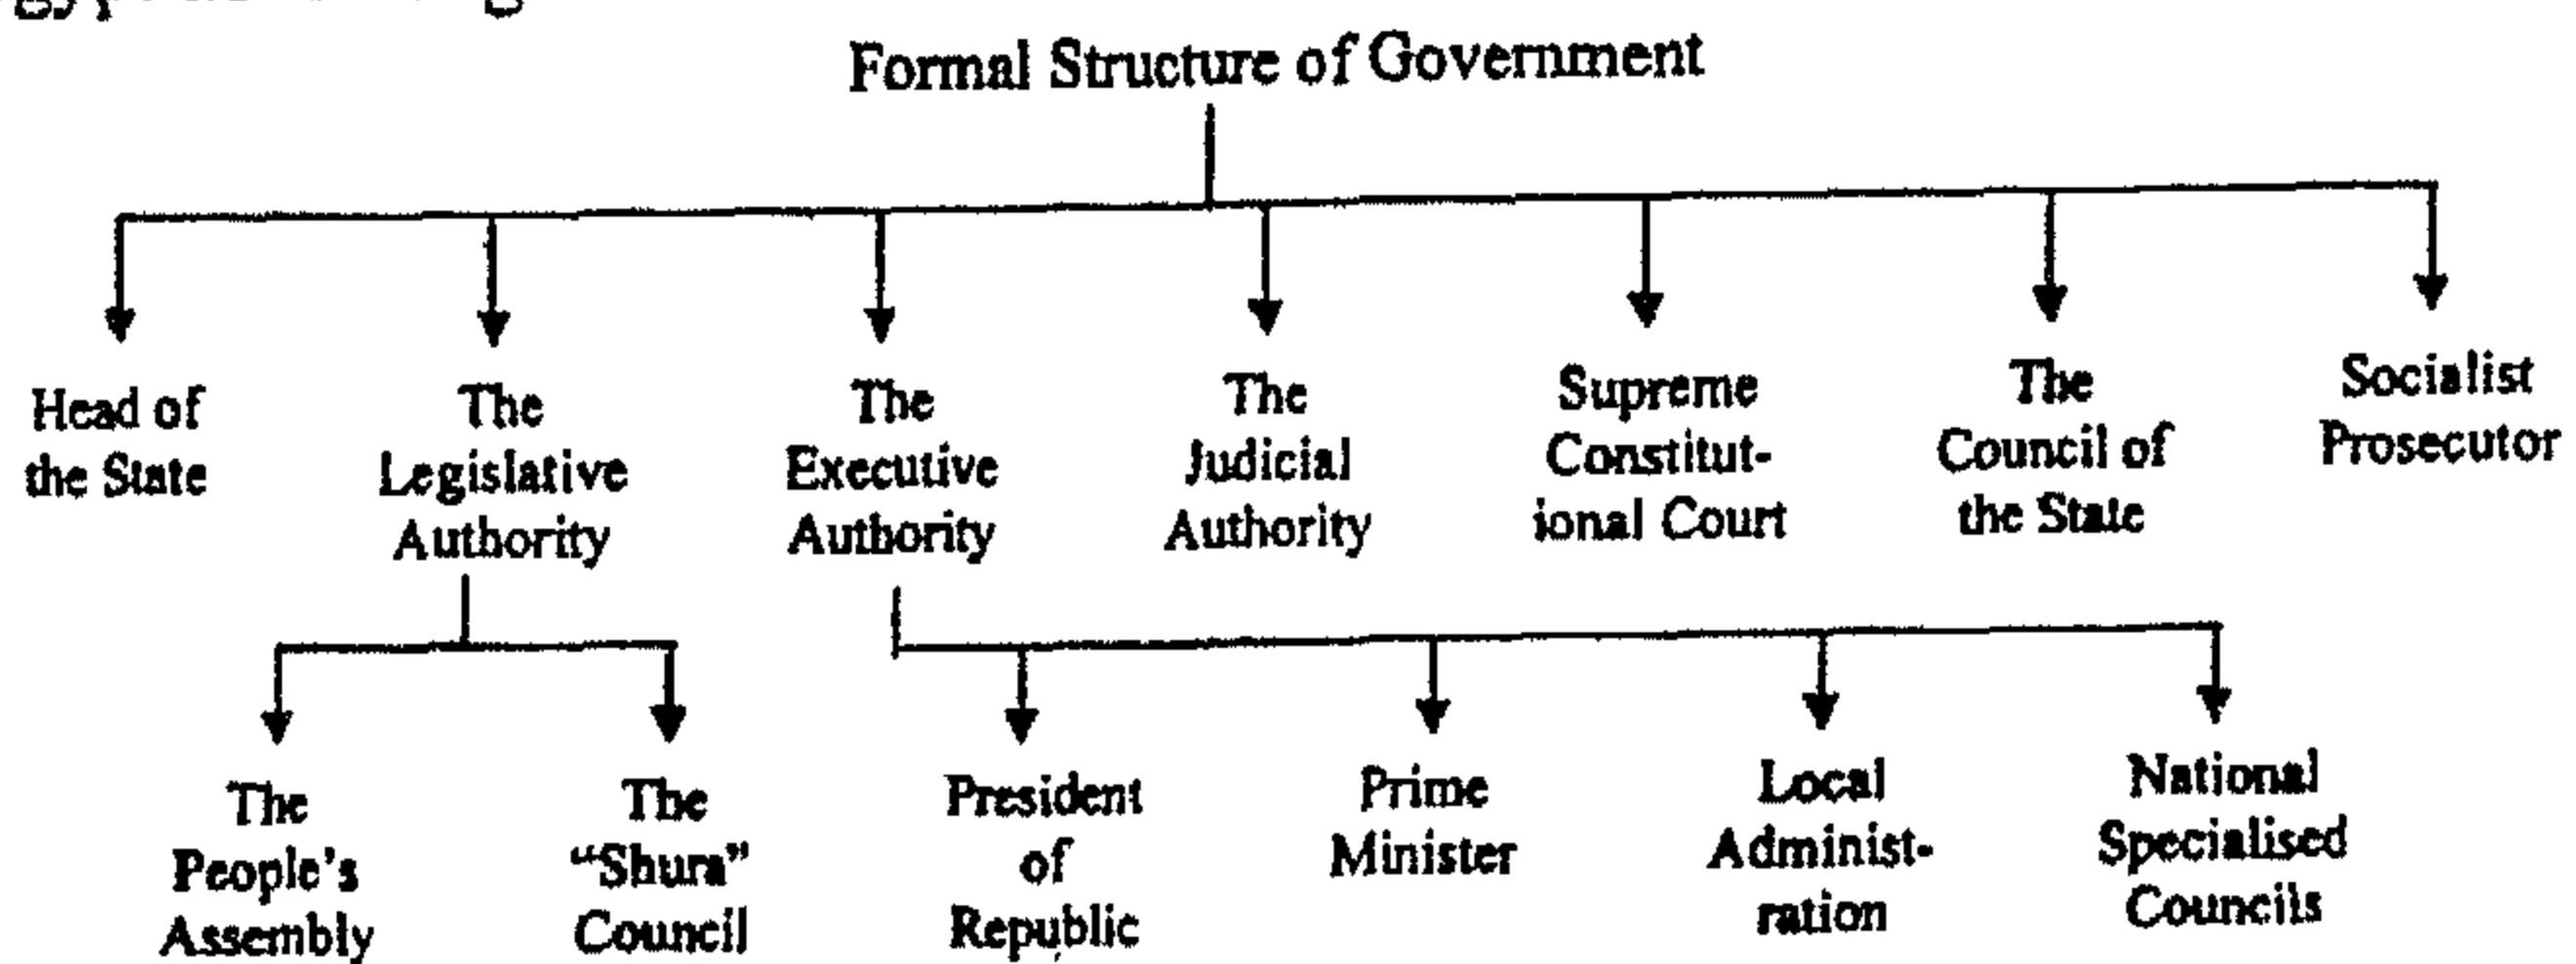 Formal Structure of Government
Head of
the State
The
Legislative
Authority
The
Executive
Authority
The
Judicial
Authority
Supreme
Constitut-
ional Court
The
Council of
the State
Socialist
Prosecutor
The
People's
Assembly
The
“Shura”
Council
President
of
Republic
Prime
Minister
Local
Administ-
ration
National
Specialised
Councils